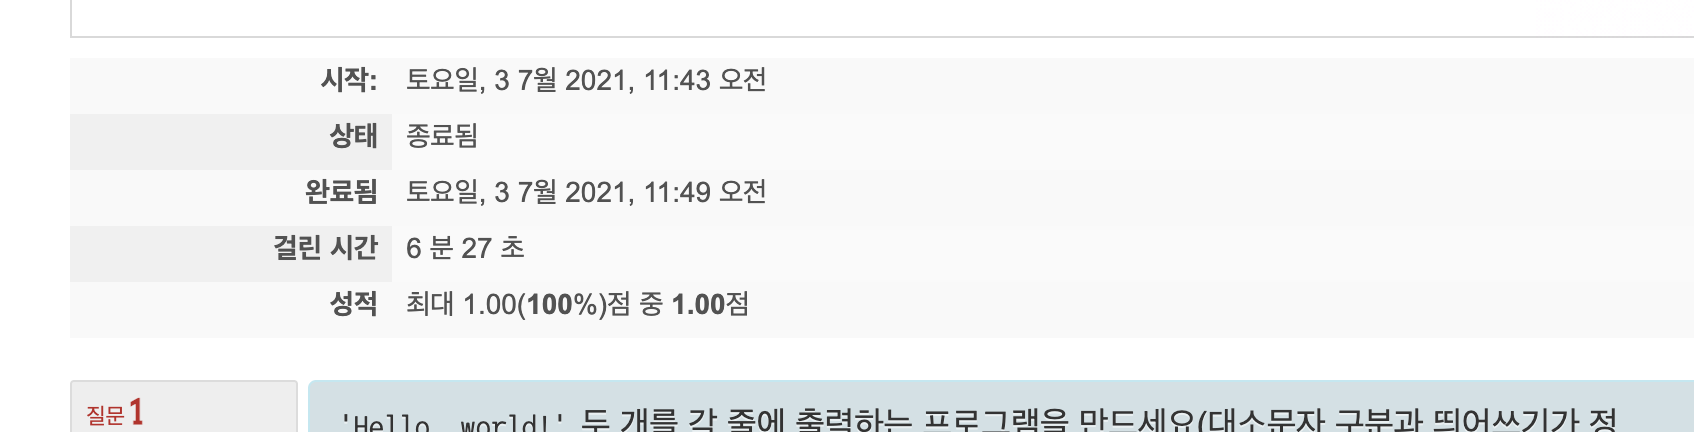 시작: 토요일, 3 7월 2021, 11:43 오전
상태 종료됨
완료됨 토요일, 3 7월 2021, 11:49 오전
걸린 시간 6 분 27 초
성적 최대 1.00(100%)점 중 1.00점
질문 1
'Hello, world!' 두 개를 각 줄에 출력하는 프로그램을 만드세요(대소문자 구분과 띄어쓰기가 정